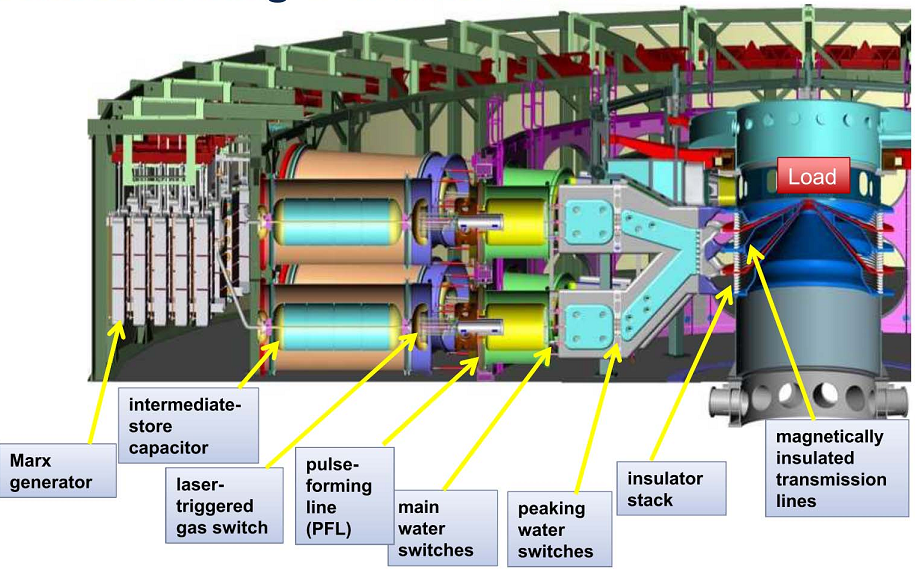 Load
Marx
generator
intermediate-
store
capacitor
laser-
triggered
gas switch
pulse-
forming
line
(PFL)
main
water
switches
peaking
water
switches
insulator
stack
magnetically
insulated
transmission
lines